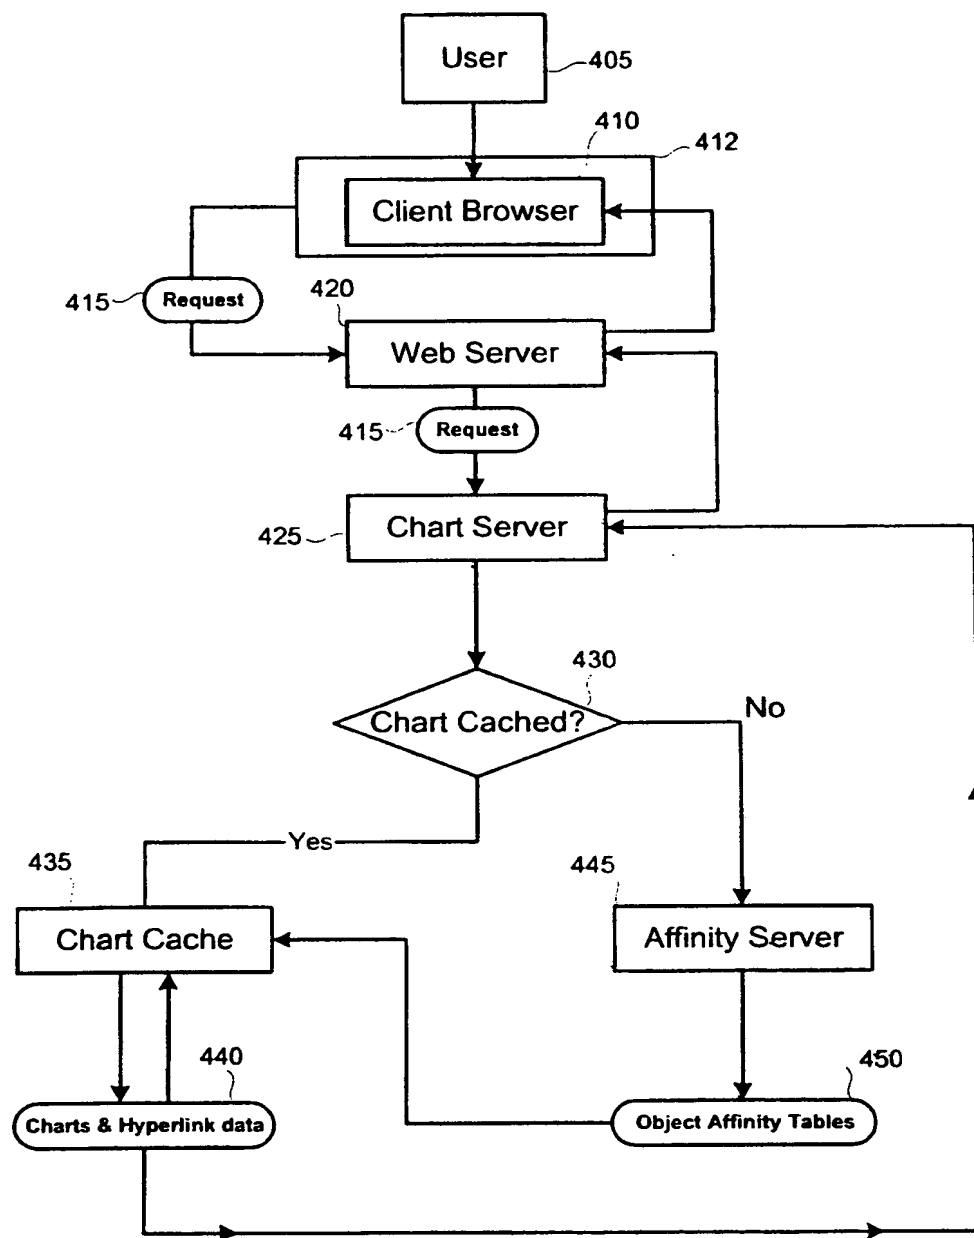 User
405
410
412
Client Browser
415
Request
420
Web Server
415
Request
425
Chart Server
430
Chart Cached?
No
Yes
435
Chart Cache
445
Affinity Server
440
Charts & Hyperlink data
450
Object Affinity Tables